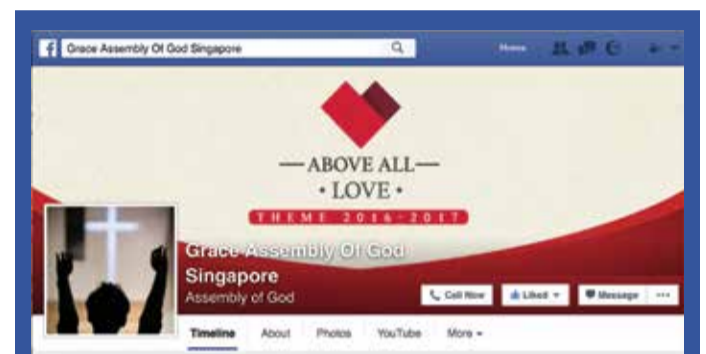 f Grace Assembly Of God Singapore Home
ABOVE ALL
• LOVE •
THEME 2016-2017
Grace Assembly Of God
Singapore
Assembly of God
Call Now Liked Message
Timeline About Photos YouTube More